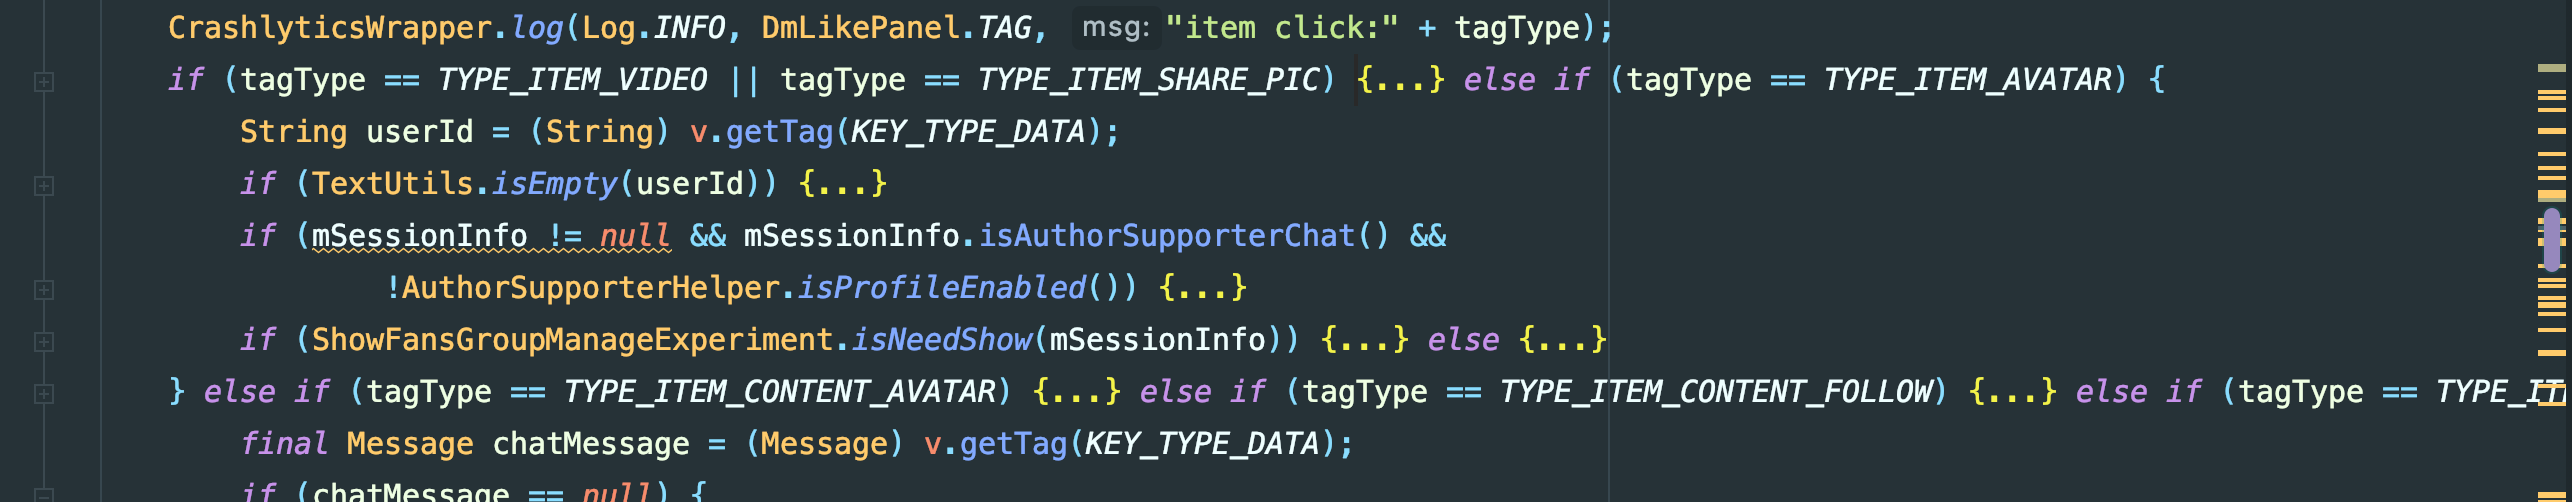 CrashlyticsWrapper.log(Log.INFO, DmLikePanel.TAG, msg: "item click:" + tagType);
if (tagType == TYPE_ITEM_VIDEO || tagType == TYPE_ITEM_SHARE_PIC) {...} else if (tagType == TYPE_ITEM_AVATAR) {
String userId = (String) v.getTag(KEY_TYPE_DATA);
if (TextUtils.isEmpty(userId)) {...}
if (mSessionInfo != null && mSessionInfo.isAuthorSupporterChat() &&
!AuthorSupporterHelper.isProfileEnabled()) {...}
if (ShowFansGroupManageExperiment.isNeedShow(mSessionInfo)) {...} else {...}
} else if (tagType == TYPE_ITEM_CONTENT_AVATAR) {...} else if (tagType == TYPE_ITEM_CONTENT_FOLLOW) {...} else if (tagType ==
final Message chatMessage = (Message) v.getTag(KEY_TYPE_DATA);
if (chatMessage == null) {